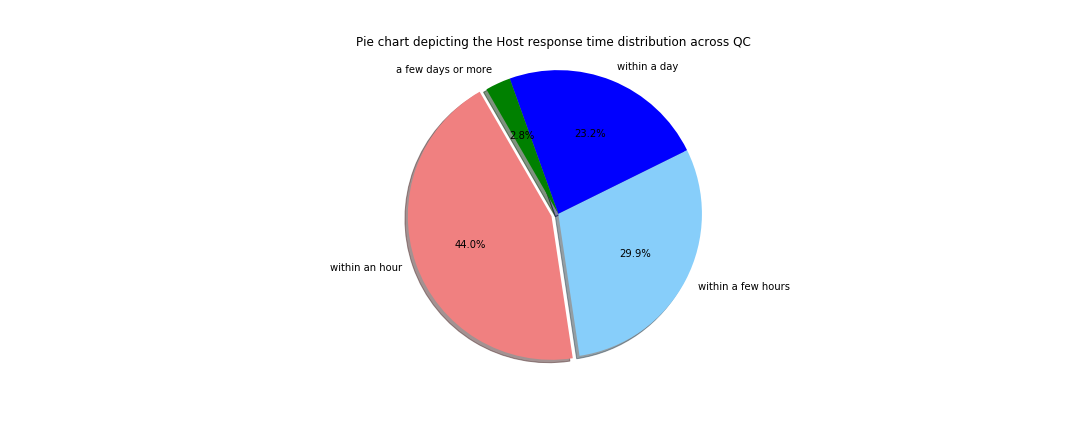 Pie chart depicting the Host response time distribution across QC
a few days or more
within a day
2.8%
23.2%
44.0%
29.9%
within an hour
within a few hours